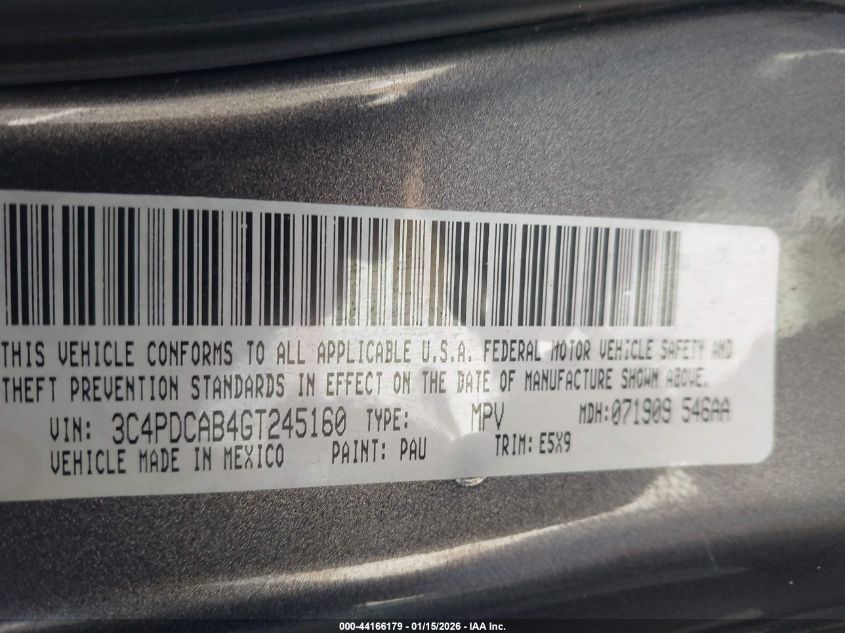 THIS VEHICLE CONFORMS TO ALL APPLICABLE U.S.A. FEDERAL MOTOR VEHICLE SAFETY AND
THEFT PREVENTION STANDARDS IN EFFECT ON THE DATE OF MANUFACTURE SHOWN ABOVE.
VIN: 3C4PDCAB4GT245160 TYPE: MPV MDH:071909 546AA
VEHICLE MADE IN MEXICO PAINT: PAU TRIM: E5X9
000-44166179 - 01/15/2026 - IAA Inc.